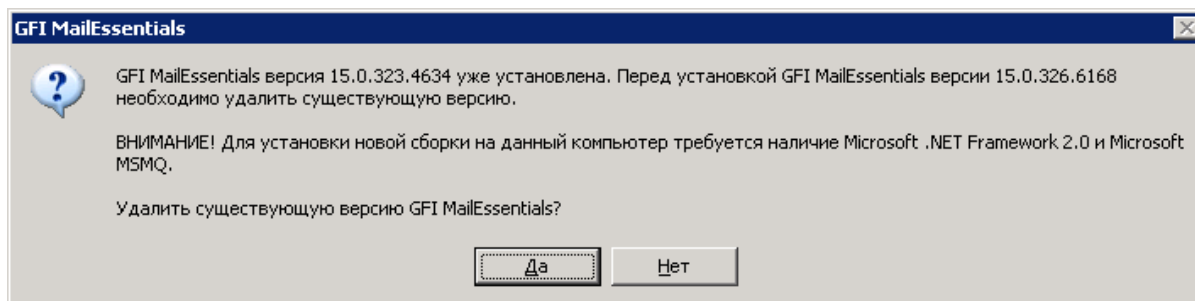 GFI MailEssentials
GFI MailEssentials версия 15.0.323.4634 уже установлена. Перед установкой GFI MailEssentials версии 15.0.326.6168
необходимо удалить существующую версию.
ВНИМАНИЕ! Для установки новой сборки на данный компьютер требуется наличие Microsoft .NET Framework 2.0 и Microsoft
MSMQ.
Удалить существующую версию GFI MailEssentials?
Да
Нет